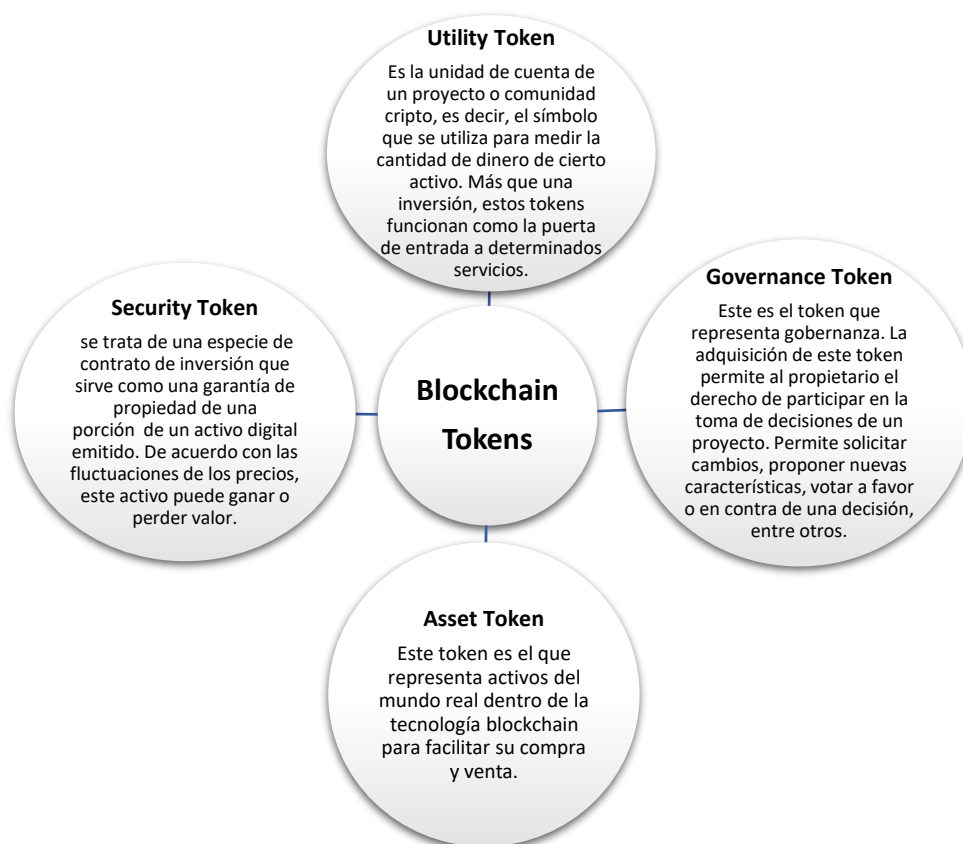 Utility Token
Es la unidad de cuenta de
un proyecto o comunidad
cripto, es decir, el símbolo
que se utiliza para medir la
cantidad de dinero de cierto
activo. Más que una
inversión, estos tokens
funcionan como la puerta
de entrada a determinados
servicios.
Security Token
se trata de una especie de
contrato de inversión que
sirve como una garantía de
propiedad de una
porción de un activo digital
emitido. De acuerdo con las
fluctuaciones de los precios,
este activo puede ganar o
perder valor.
Blockchain
Tokens
Governance Token
Este es el token que
representa gobernanza. La
adquisición de este token
permite al propietario el
derecho de participar en la
toma de decisiones de un
proyecto. Permite solicitar
cambios, proponer nuevas
características, votar a favor
o en contra de una decisión,
entre otros.
Asset Token
Este token es el que
representa activos del
mundo real dentro de la
tecnología blockchain
para facilitar su compra
y venta.